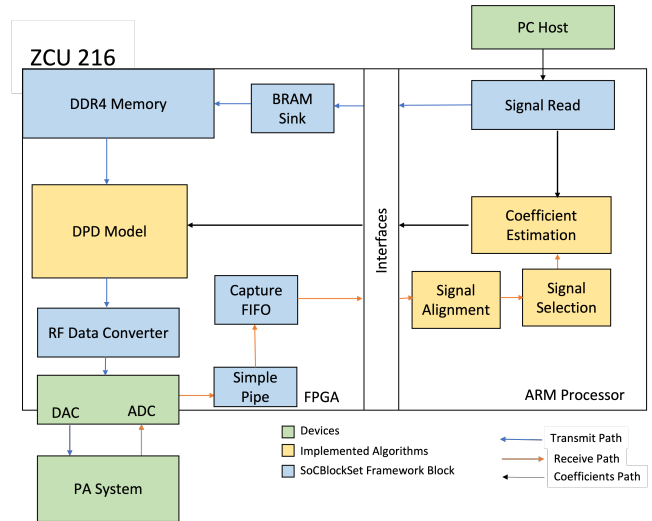 PC Host
ZCU 216
DDR4 Memory
BRAM
Sink
Signal Read
DPD Model
Interfaces
Coefficient
Estimation
Capture
FIFO
Signal
Alignment
Signal
Selection
RF Data Converter
Simple
Pipe
FPGA
ARM Processor
DAC
ADC
PA System
Devices
Implemented Algorithms
SoCBlockSet Framework Block
Transmit Path
Receive Path
Coefficients Path